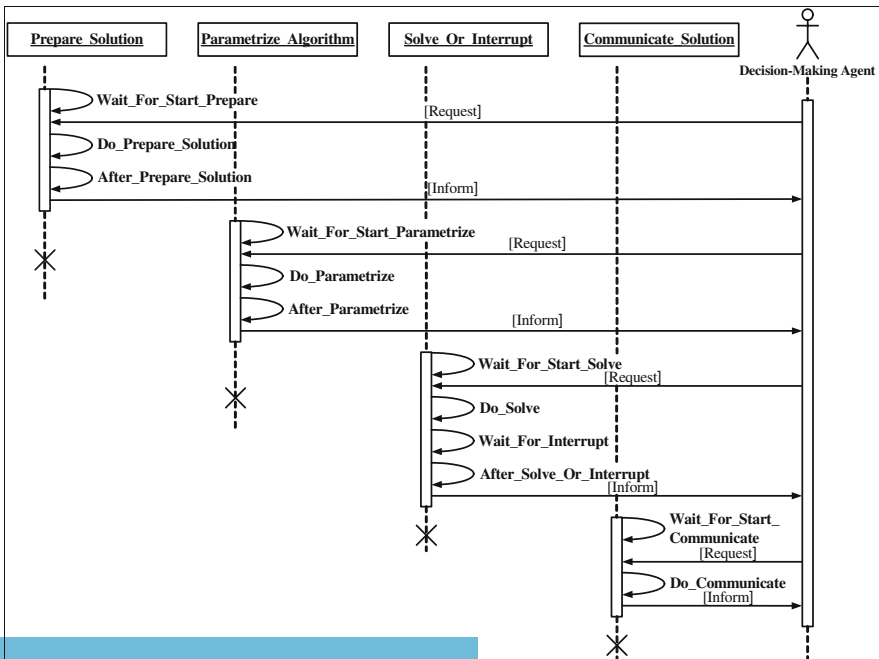 Prepare_Solution
Parametrize_Algorithm
Solve_Or_Interrupt
Communicate_Solution
Decision-Making Agent
Wait_For_Start_Prepare
[Request]
Do_Prepare_Solution
After_Prepare_Solution
[Inform]
Wait_For_Start_Parametrize
[Request]
Do_Parametrize
After_Parametrize
[Inform]
Wait_For_Start_Solve
[Request]
Do_Solve
Wait_For_Interrupt
After_Solve_Or_Interrupt
[Inform]
Wait_For_Start_
Communicate
[Request]
Do_Communicate
[Inform]